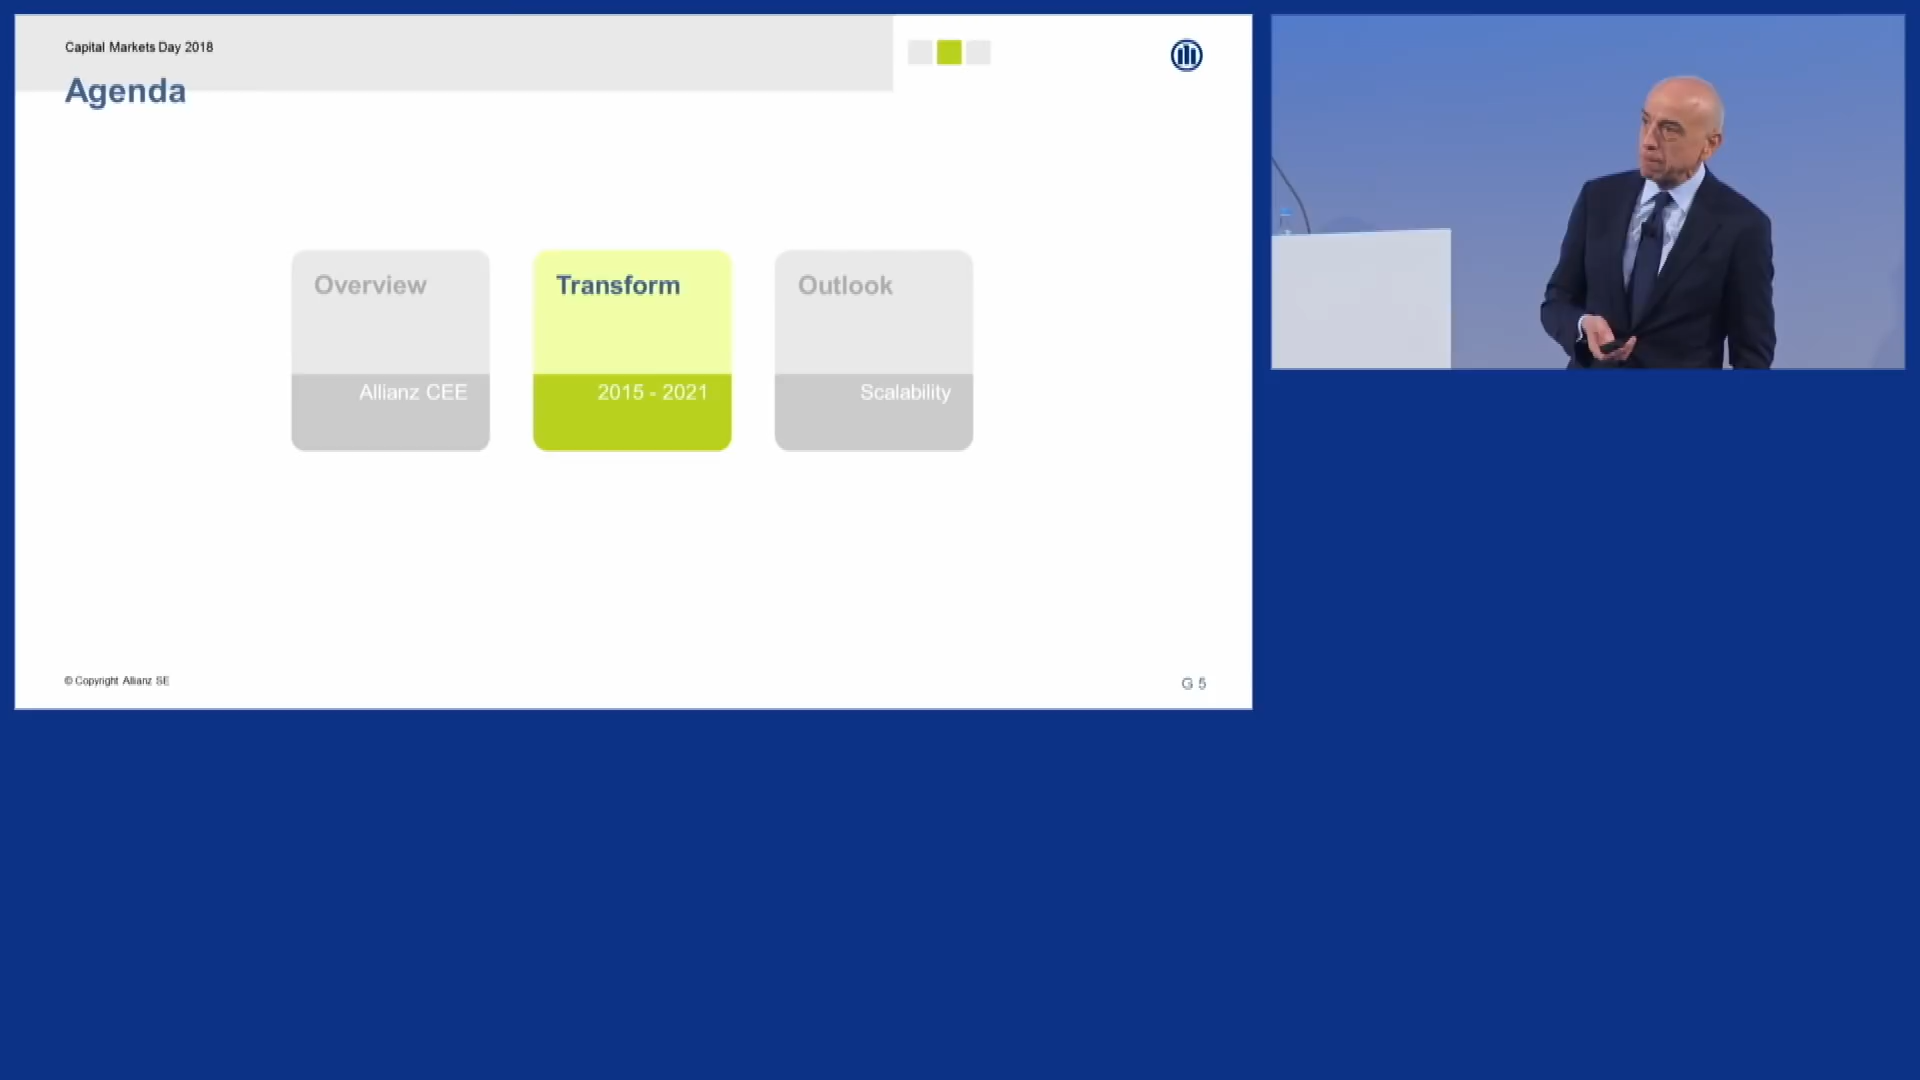 Capital Markets Day 2018
Agenda
Overview
Allianz CEE
Transform
2015 - 2021
Outlook
Scalability
© Copyright Allianz SE
G 5